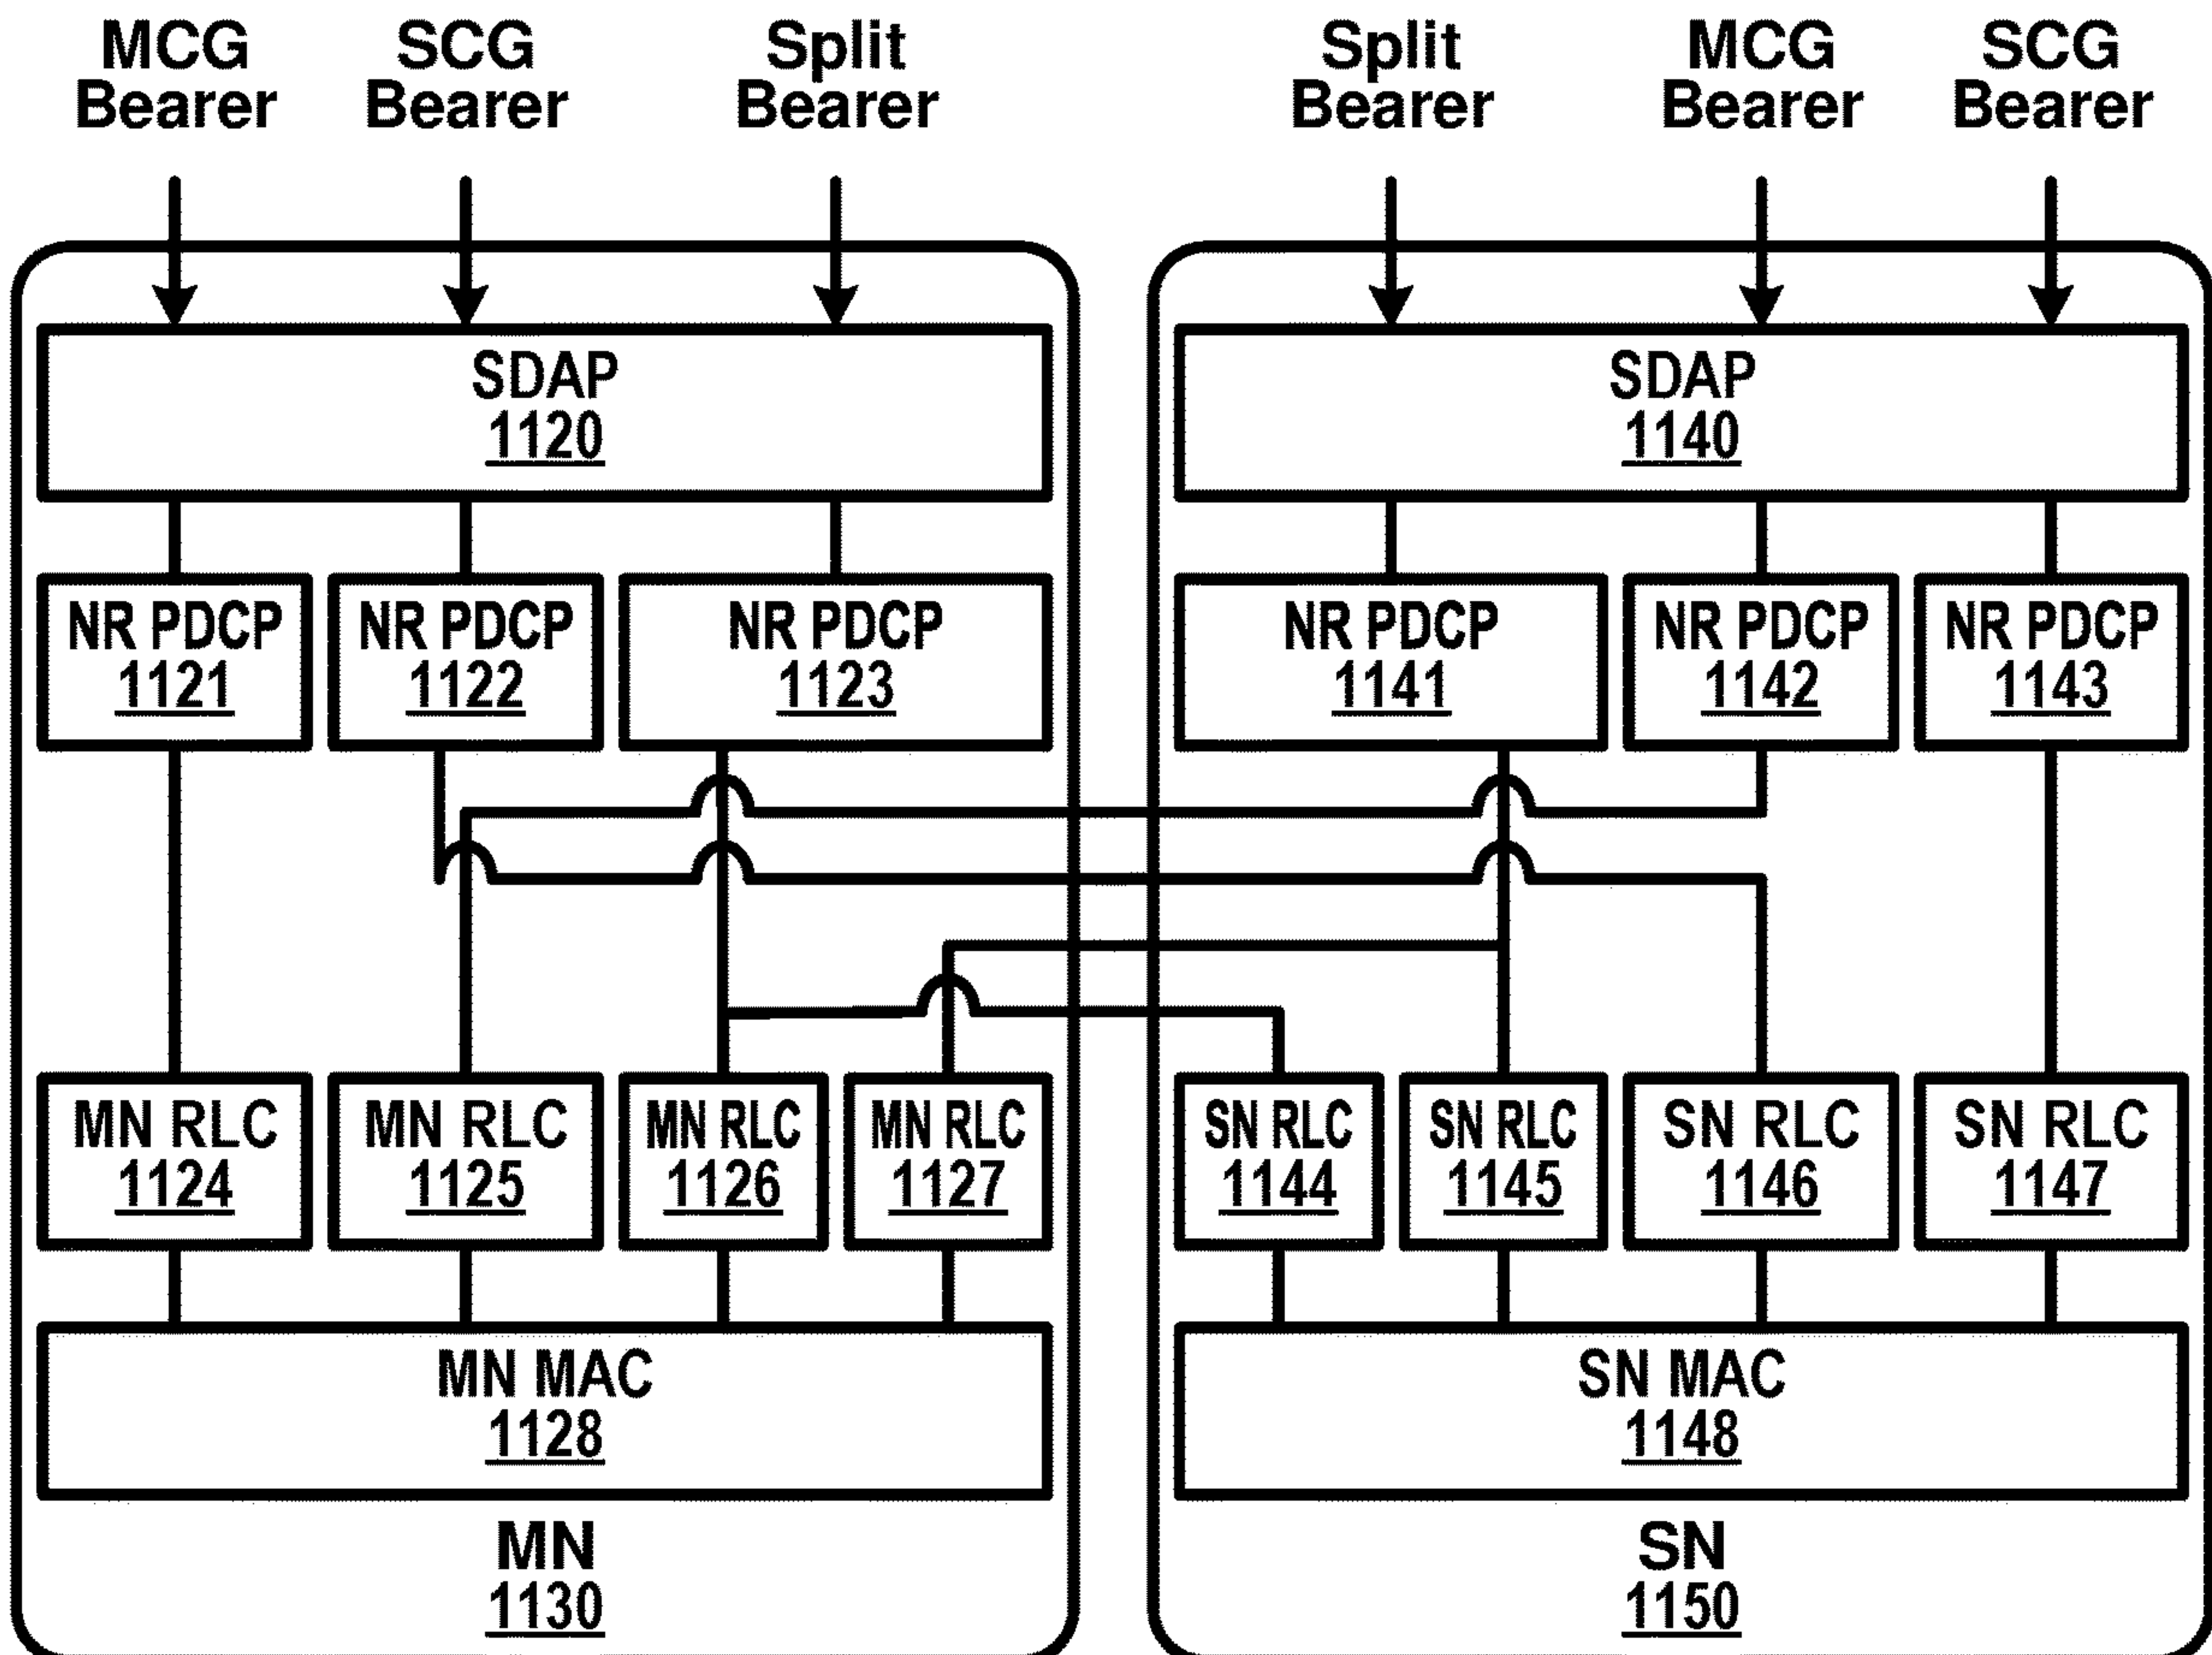 MCG
Bearer
SCG
Bearer
Split
Bearer
Split
Bearer
MCG
Bearer
SCG
Bearer
SDAP
1120
SDAP
1140
NR PDCP
1121
NR PDCP
1122
NR PDCP
1123
NR PDCP
1141
NR PDCP
1142
NR PDCP
1143
MN RLC
1124
MN RLC
1125
MN RLC
1126
MN RLC
1127
SN RLC
1144
SN RLC
1145
SN RLC
1146
SN RLC
1147
MN MAC
1128
SN MAC
1148
MN
1130
SN
1150